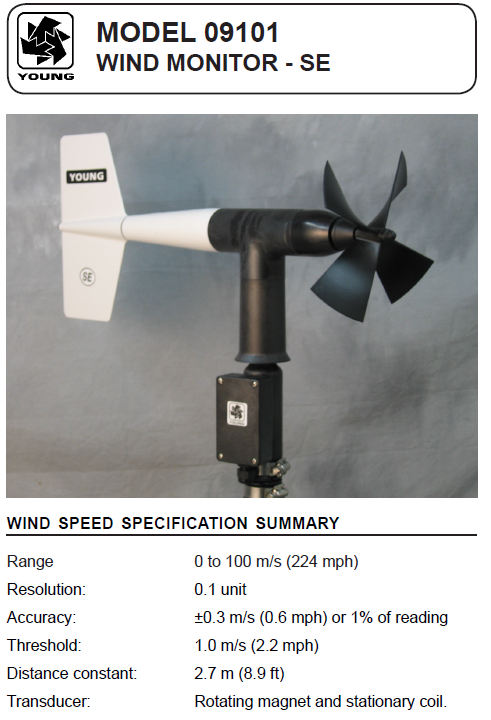 YOUNG
MODEL 09101
WIND MONITOR - SE
YOUNG
SE
WIND SPEED SPECIFICATION SUMMARY
Range 0 to 100 m/s (224 mph)
Resolution: 0.1 unit
Accuracy: ±0.3 m/s (0.6 mph) or 1% of reading
Threshold: 1.0 m/s (2.2 mph)
Distance constant: 2.7 m (8.9 ft)
Transducer: Rotating magnet and stationary coil.